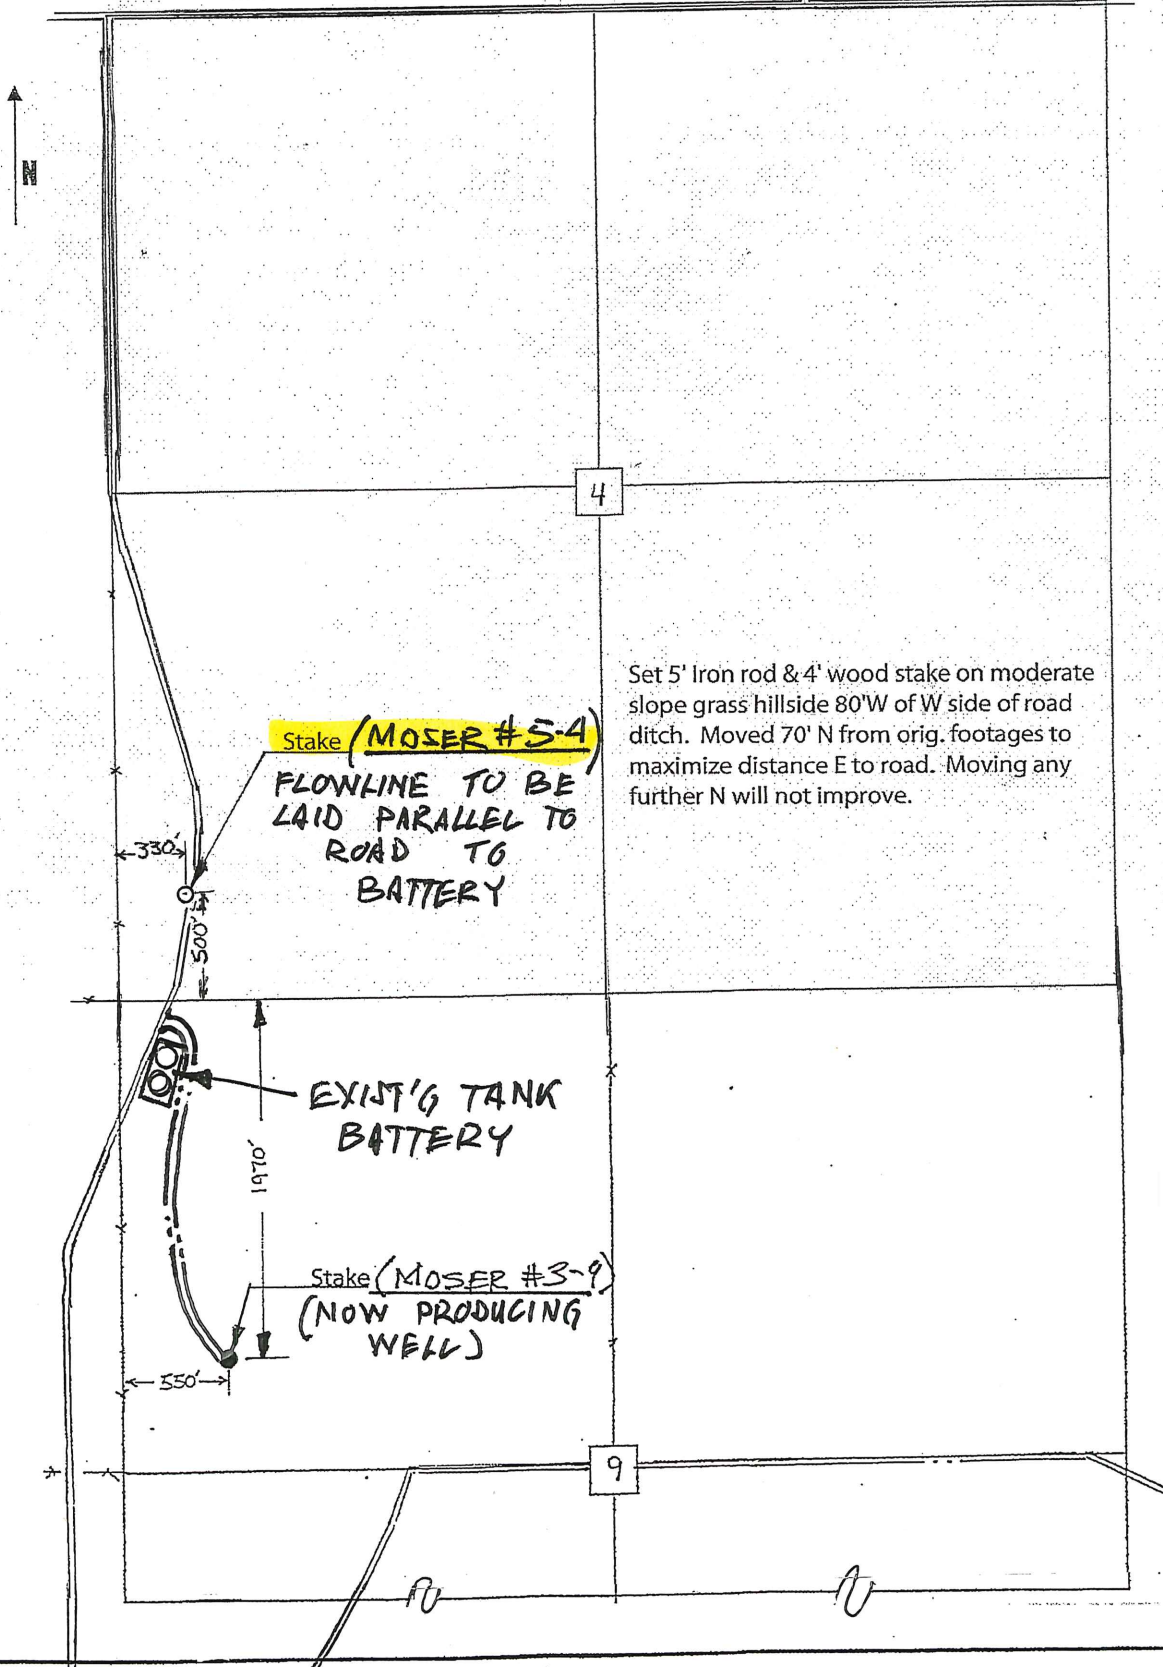 N
4
Set 5' Iron rod & 4' wood stake on moderate
slope grass hillside 80'W of W side of road
ditch. Moved 70' N from orig. footages to
maximize distance E to road. Moving any
further N will not improve.
Stake (MOSER #5-4)
FLOWLINE TO BE
LAID PARALLEL TO
ROAD TO
BATTERY
330'
500'
EXIST'G TANK
BATTERY
1970'
Stake (MOSER #3-9)
(NOW PRODUCING
WELL)
550'
9